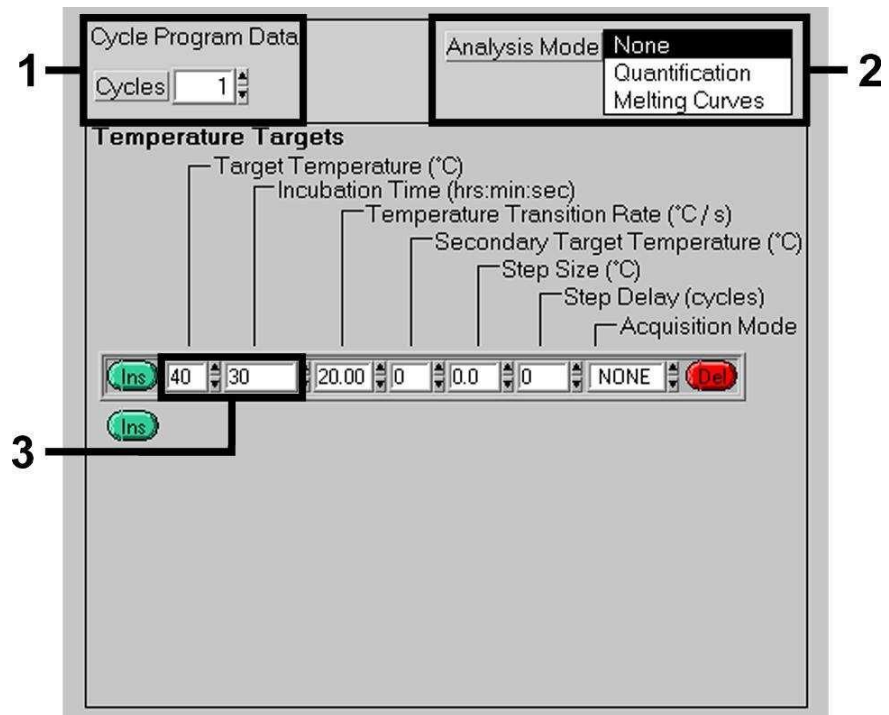 Cycle Program Data
Cycles 1
1
Analysis Mode None
Quantification
Melting Curves
2
Temperature Targets
Target Temperature (°C)
Incubation Time (hrs:min:sec)
Temperature Transition Rate (°C / s)
Secondary Target Temperature (°C)
Step Size (°C)
Step Delay (cycles)
Acquisition Mode
Ins 40 30 20.00 0 0.0 0 NONE Del
Ins
3